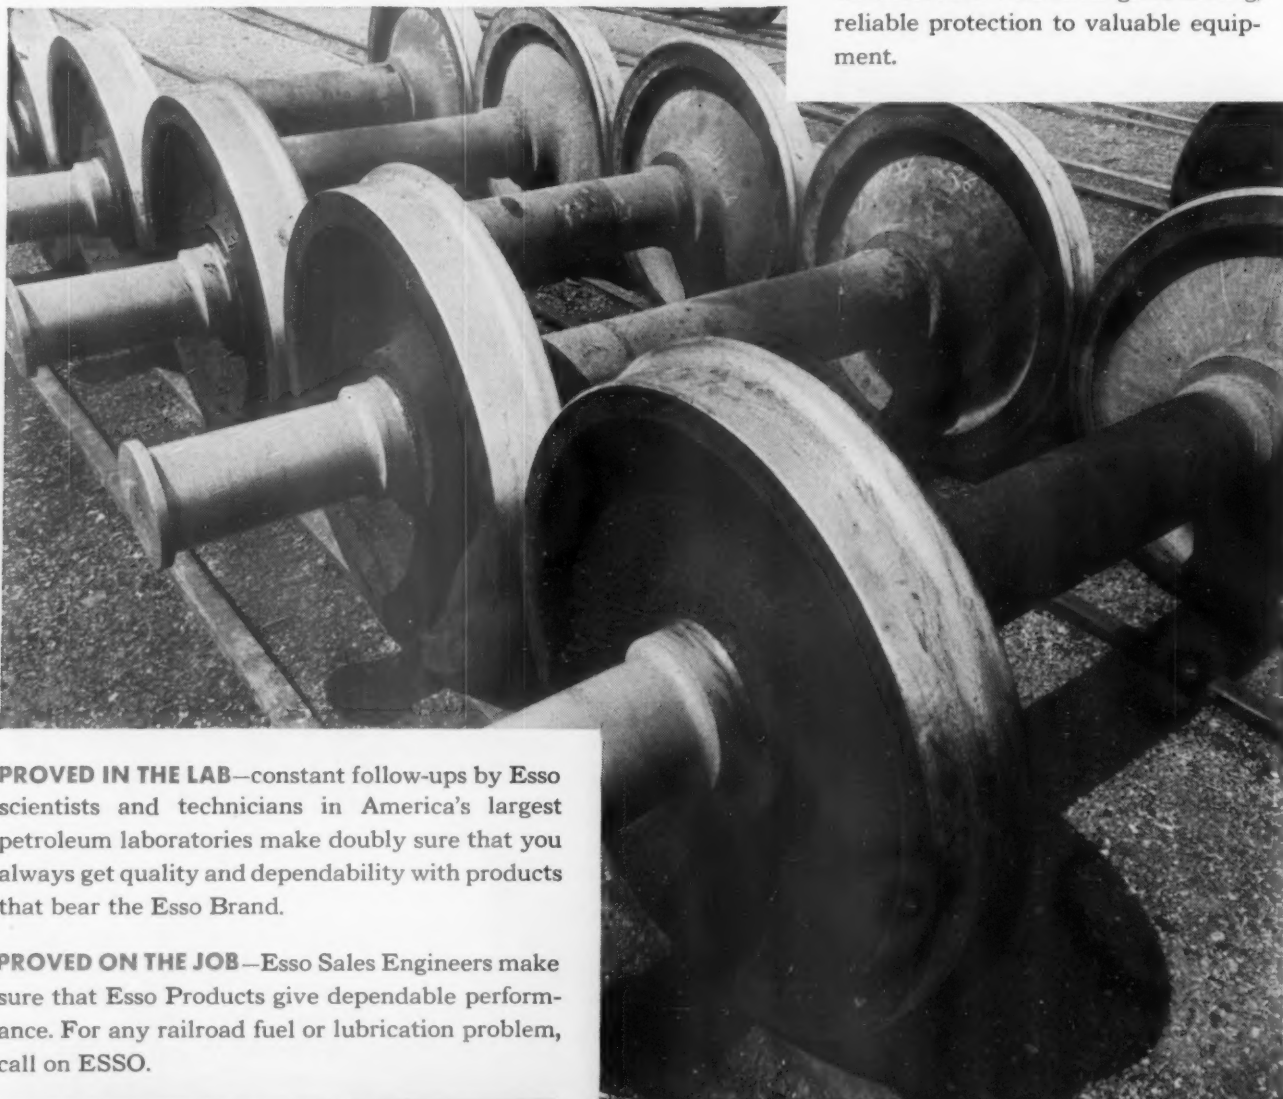 reliable protection to valuable equip-
ment.
PROVED IN THE LAB—constant follow-ups by Esso
scientists and technicians in America's largest
petroleum laboratories make doubly sure that you
always get quality and dependability with products
that bear the Esso Brand.
PROVED ON THE JOB—Esso Sales Engineers make
sure that Esso Products give dependable perform-
ance. For any railroad fuel or lubrication problem,
call on ESSO.